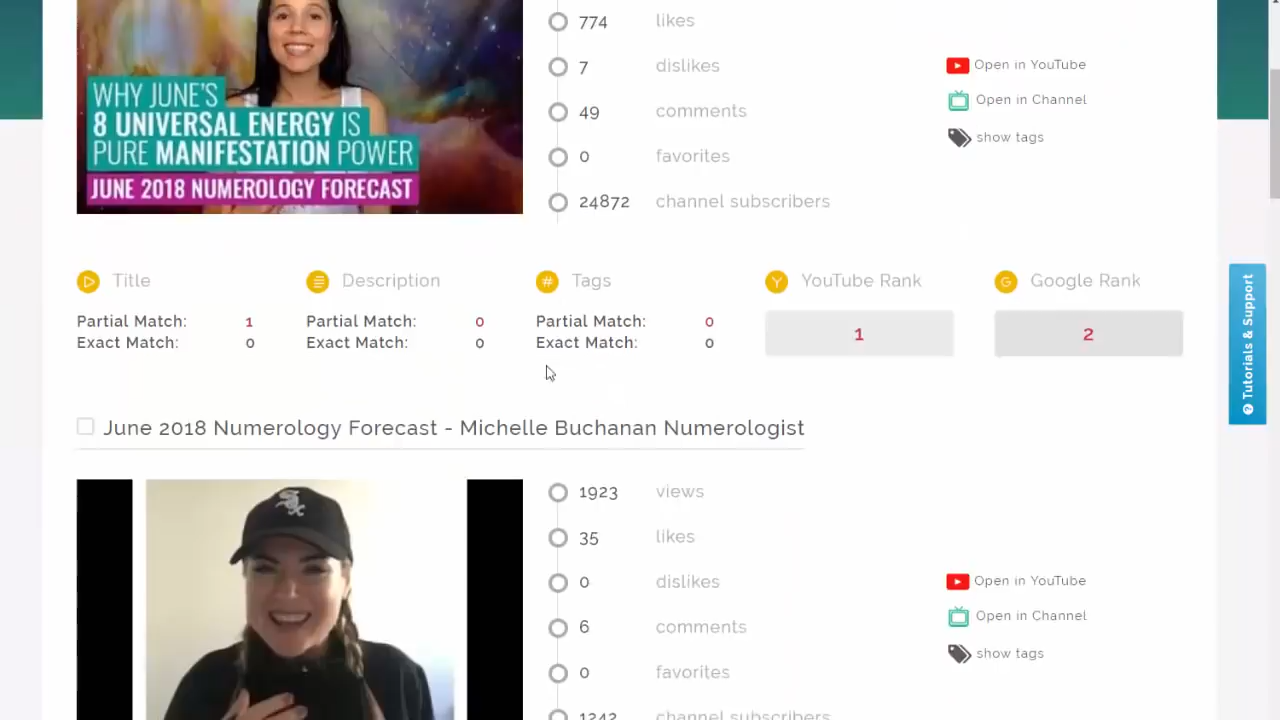 WHY JUNE'S
8 UNIVERSAL ENERGY IS
PURE MANIFESTATION POWER
JUNE 2018 NUMEROLOGY FORECAST
774 likes
7 dislikes
49 comments
0 favorites
24872 channel subscribers
Open in YouTube
Open in Channel
show tags
Title
Partial Match: 1
Exact Match: 0
Description
Partial Match: 0
Exact Match: 0
# Tags
Partial Match: 0
Exact Match: 0
Y YouTube Rank
1
G Google Rank
2
? Tutorials & Support
June 2018 Numerology Forecast - Michelle Buchanan Numerologist
1923 views
35 likes
0 dislikes
6 comments
0 favorites
1242 channel subscribers
Open in YouTube
Open in Channel
show tags